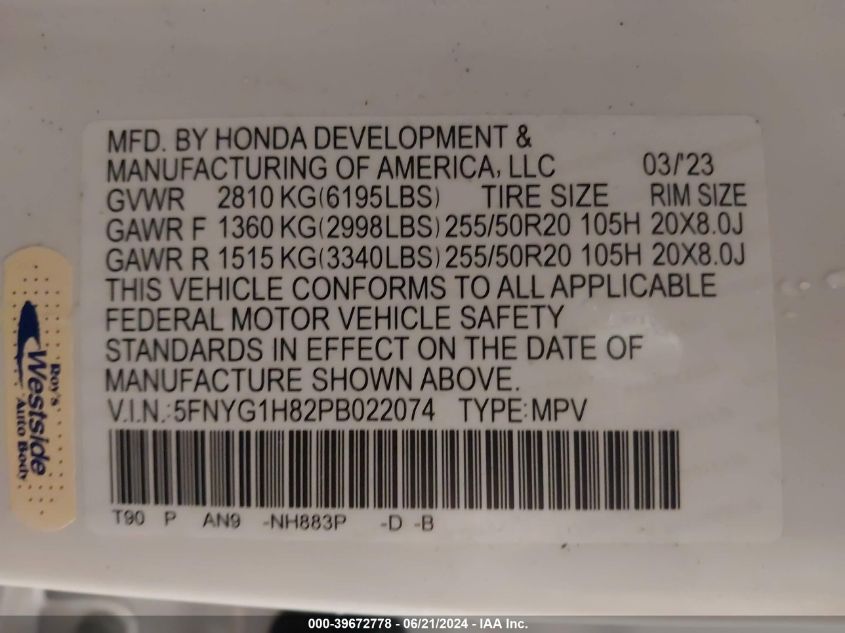 MFD. BY HONDA DEVELOPMENT &
MANUFACTURING OF AMERICA, LLC 03/'23
GVWR 2810 KG(6195LBS) TIRE SIZE RIM SIZE
GAWR F 1360 KG(2998LBS) 255/50R20 105H 20X8.0J
GAWR R 1515 KG(3340LBS) 255/50R20 105H 20X8.0J
THIS VEHICLE CONFORMS TO ALL APPLICABLE
FEDERAL MOTOR VEHICLE SAFETY
STANDARDS IN EFFECT ON THE DATE OF
MANUFACTURE SHOWN ABOVE.
V.I.N.:5FNYG1H82PB022074 TYPE:MPV
T90 P AN9 -NH883P -D -B
Roy's
Westside
Auto Body
000-39672778 - 06/21/2024 - IAA Inc.